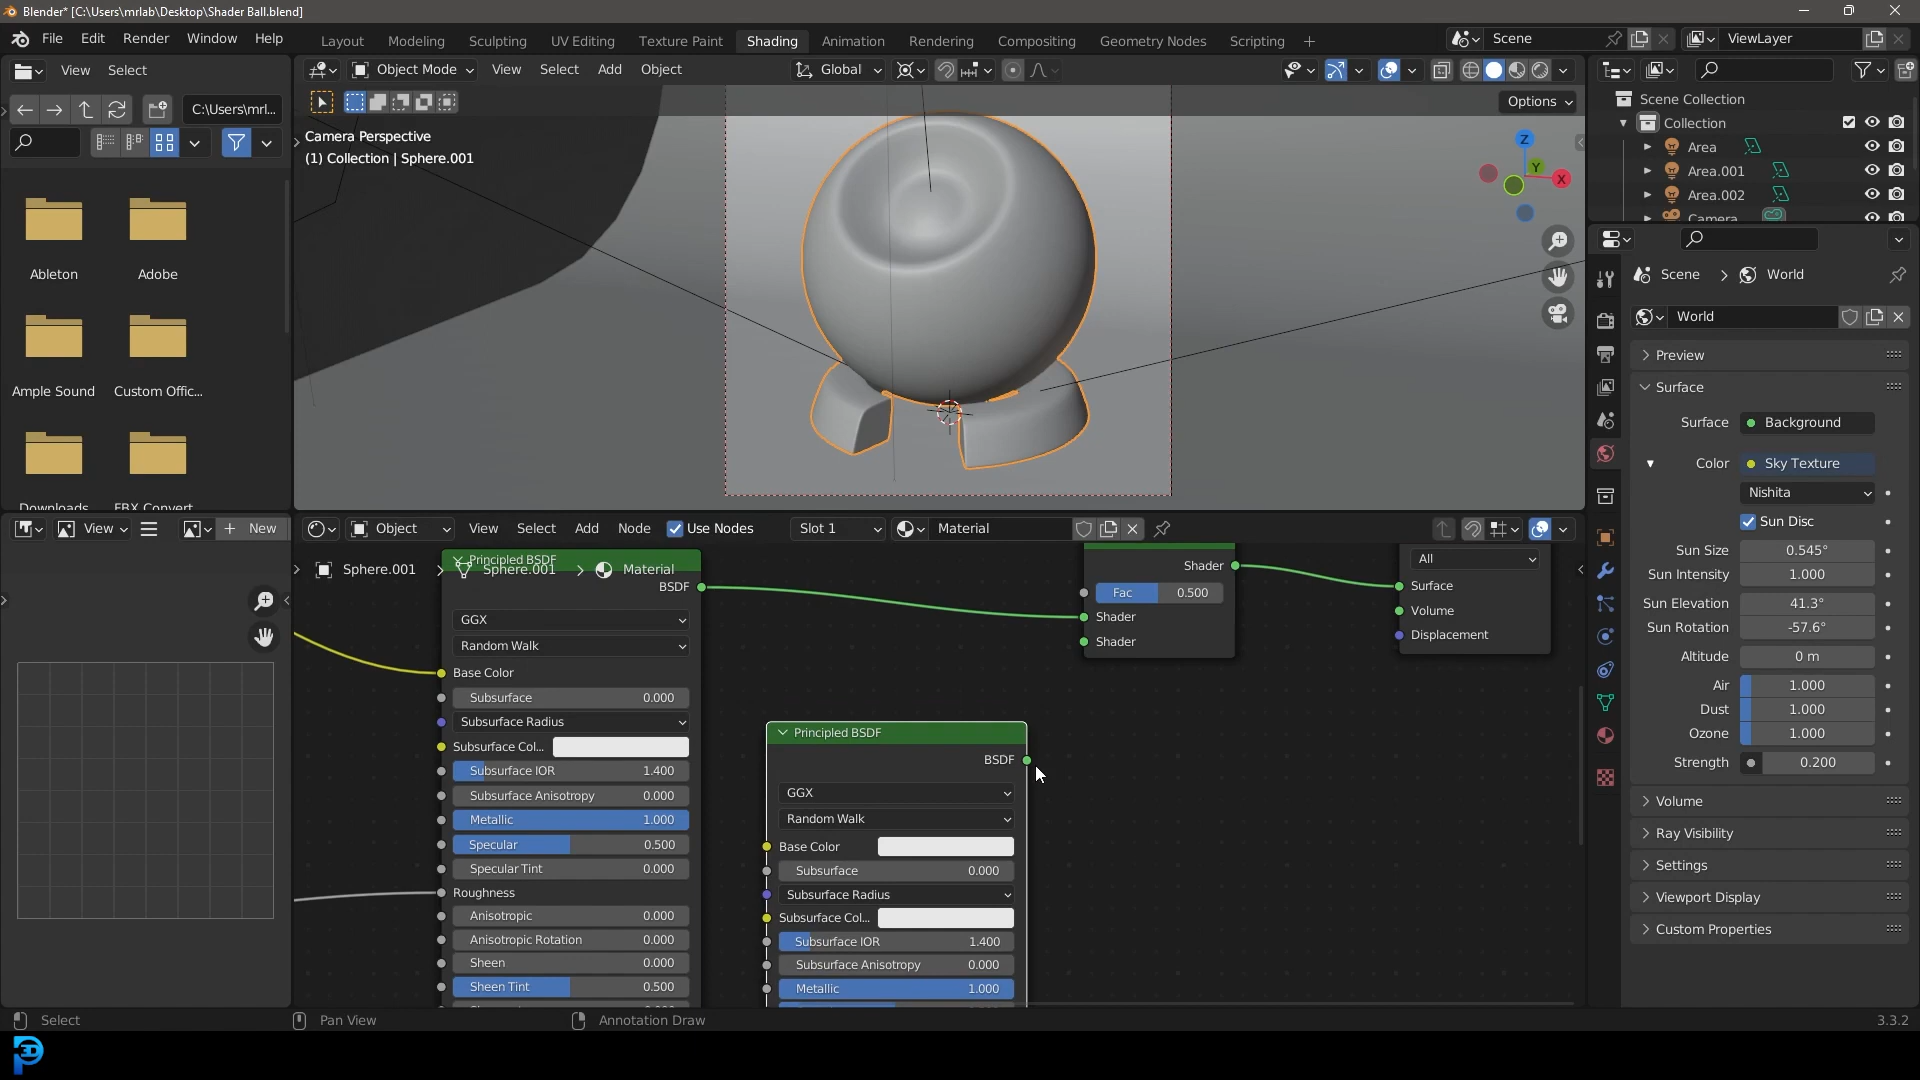 Blender* [C:\Users\mrlab\Desktop\Shader Ball.blend]
File Edit Render Window Help
Layout Modeling Sculpting UV Editing Texture Paint Shading Animation Rendering Compositing Geometry Nodes Scripting
Scene
ViewLayer
View Select
Object Mode View Select Add Object
Global
C:\Users\mrl...
Options
Camera Perspective
(1) Collection | Sphere.001
Z
Y
X
Scene Collection
Collection
Area
Area.001
Area.002
Camera
Ableton
Adobe
Ample Sound
Custom Offic...
Downloads
FBX Convert
Scene > World
World
Preview
Surface
Surface Background
Color Sky Texture
Nishita
Sun Disc
Sun Size 0.545°
Sun Intensity 1.000
Sun Elevation 41.3°
Sun Rotation -57.6°
Altitude 0 m
Air 1.000
Dust 1.000
Ozone 1.000
Strength 0.200
Volume
Ray Visibility
Settings
Viewport Display
Custom Properties
View
New
Object View Select Add Node Use Nodes Slot 1 Material
Principled BSDF
Sphere.001 > Sphere.001 > Material
BSDF
GGX
Random Walk
Base Color
Subsurface 0.000
Subsurface Radius
Subsurface Col...
Subsurface IOR 1.400
Subsurface Anisotropy 0.000
Metallic 1.000
Specular 0.500
Specular Tint 0.000
Roughness
Anisotropic 0.000
Anisotropic Rotation 0.000
Sheen 0.000
Sheen Tint 0.500
Principled BSDF
BSDF
GGX
Random Walk
Base Color
Subsurface 0.000
Subsurface Radius
Subsurface Col...
Subsurface IOR 1.400
Subsurface Anisotropy 0.000
Metallic 1.000
Shader
Fac 0.500
Shader
Shader
All
Surface
Volume
Displacement
Select
Pan View
Annotation Draw
3.3.2